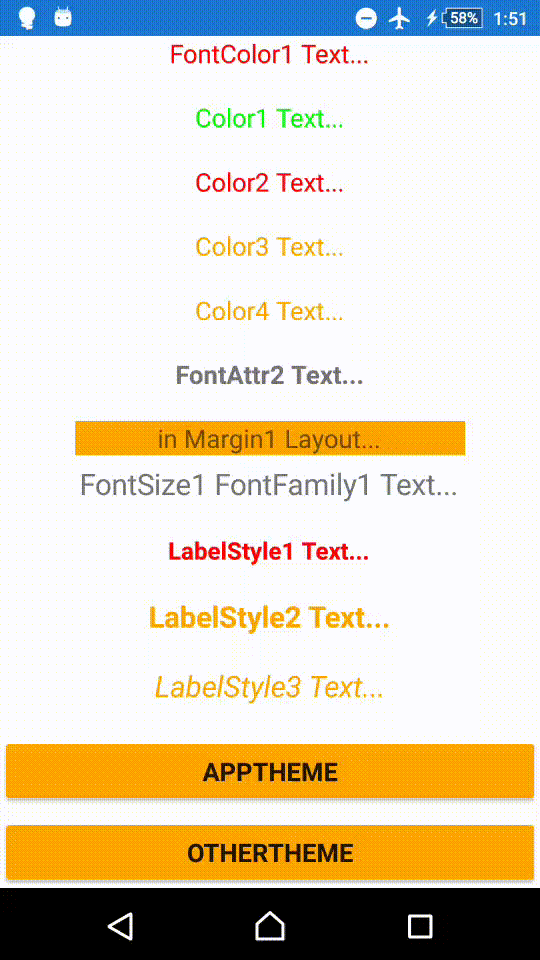 58% 1:51
FontColor1 Text...
Color1 Text...
Color2 Text...
Color3 Text...
Color4 Text...
FontAttr2 Text...
in Margin1 Layout...
FontSize1 FontFamily1 Text...
LabelStyle1 Text...
LabelStyle2 Text...
LabelStyle3 Text...
APPTHEME
OTHERTHEME